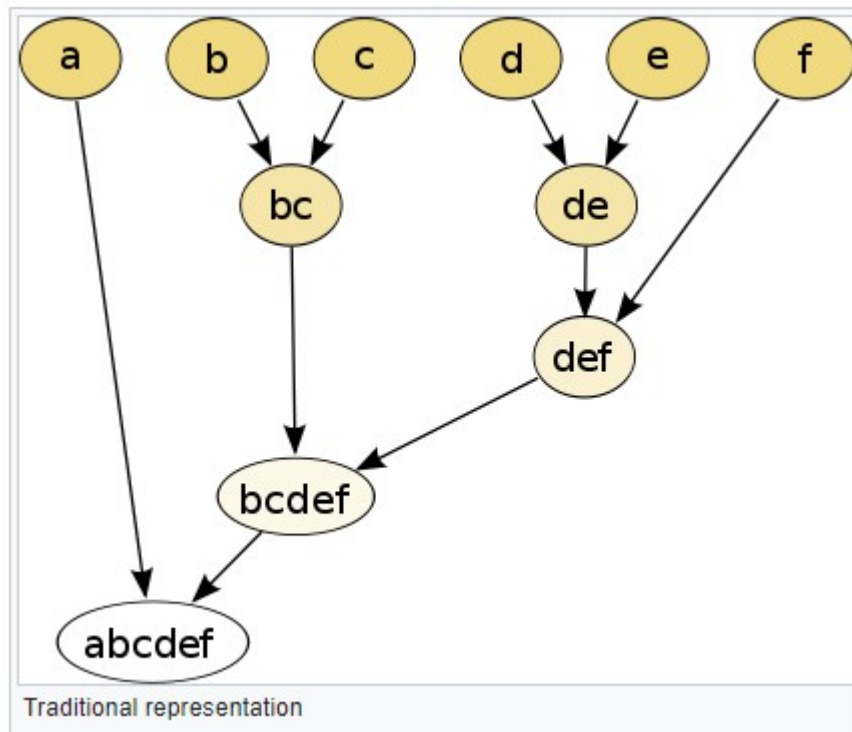 a b c d e f
bc de
def
bcdef
abcdef
Traditional representation